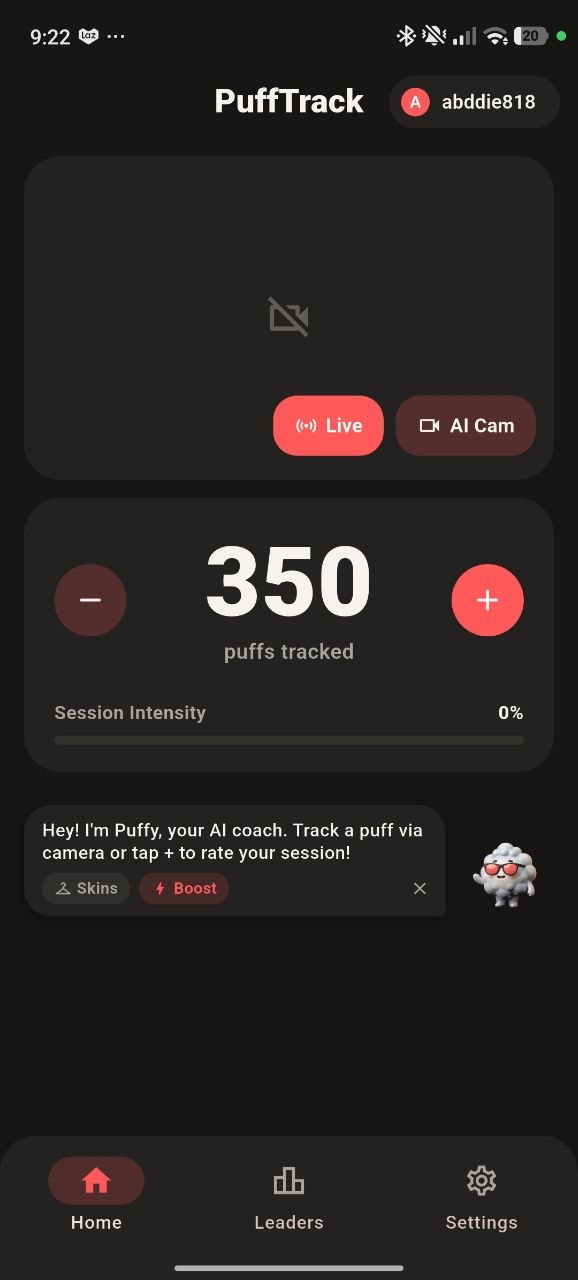 9:22 Laz ...
20
PuffTrack
A abddie818
Live
AI Cam
350
puffs tracked
Session Intensity
0%
Hey! I'm Puffy, your AI coach. Track a puff via
camera or tap + to rate your session!
Skins
Boost
Home
Leaders
Settings